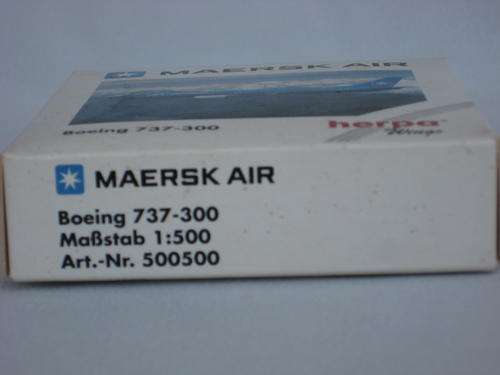 MAERSK AIR
Boeing 737-300
herpa
Wings
MAERSK AIR
Boeing 737-300
Maßstab 1:500
Art.-Nr. 500500